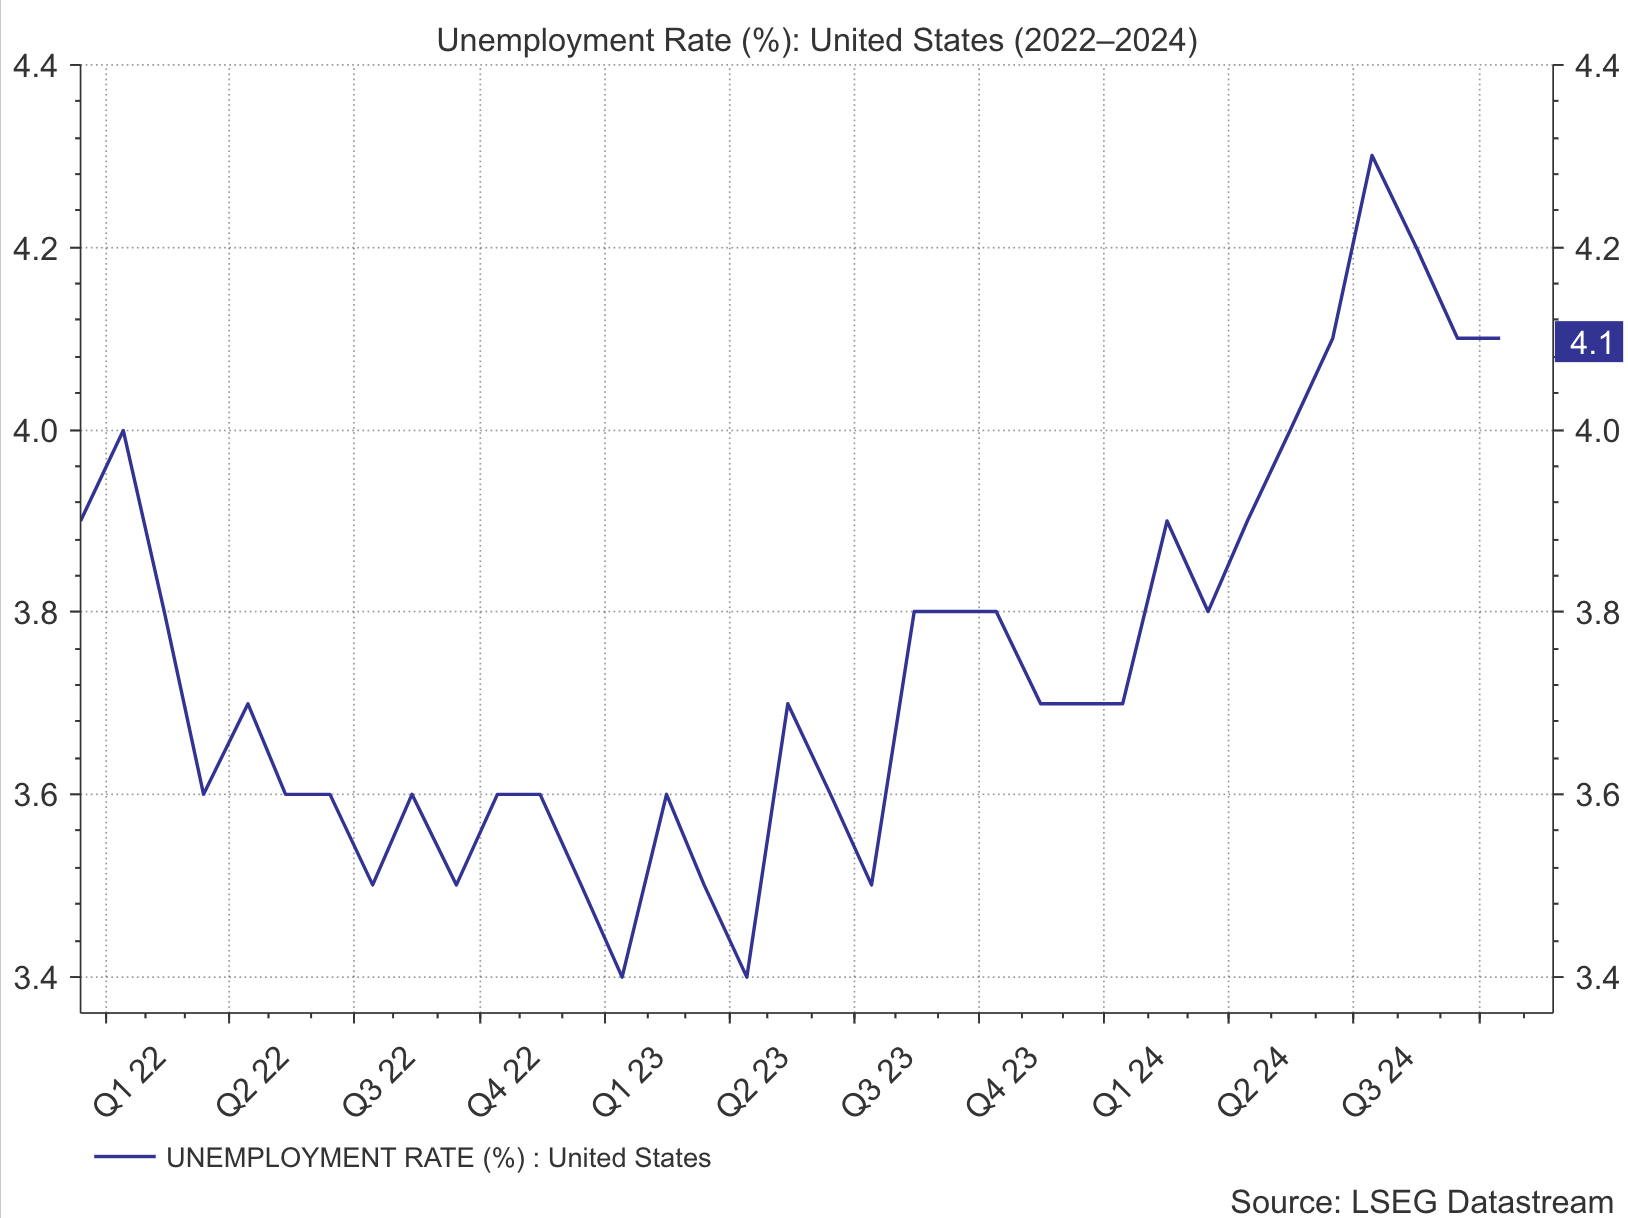 Unemployment Rate (%): United States (2022–2024)
4.4
4.4
4.2
4.2
4.1
4.0
4.0
3.8
3.8
3.6
3.6
3.4
3.4
Q1 22
Q2 22
Q3 22
Q4 22
Q1 23
Q2 23
Q3 23
Q4 23
Q1 24
Q2 24
Q3 24
UNEMPLOYMENT RATE (%) : United States
Source: LSEG Datastream